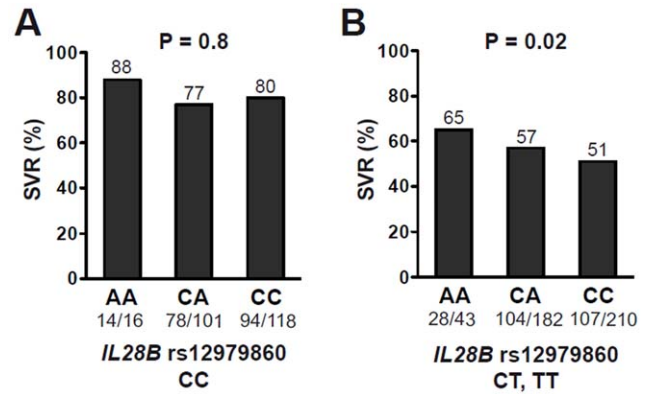 A
P = 0.8
SVR (%)
100
80
60
40
20
0
88
77
80
AA
CA
CC
14/16
78/101
94/118
IL28B rs12979860
CC
B
P = 0.02
SVR (%)
100
80
60
40
20
0
65
57
51
AA
CA
CC
28/43
104/182
107/210
IL28B rs12979860
CT, TT